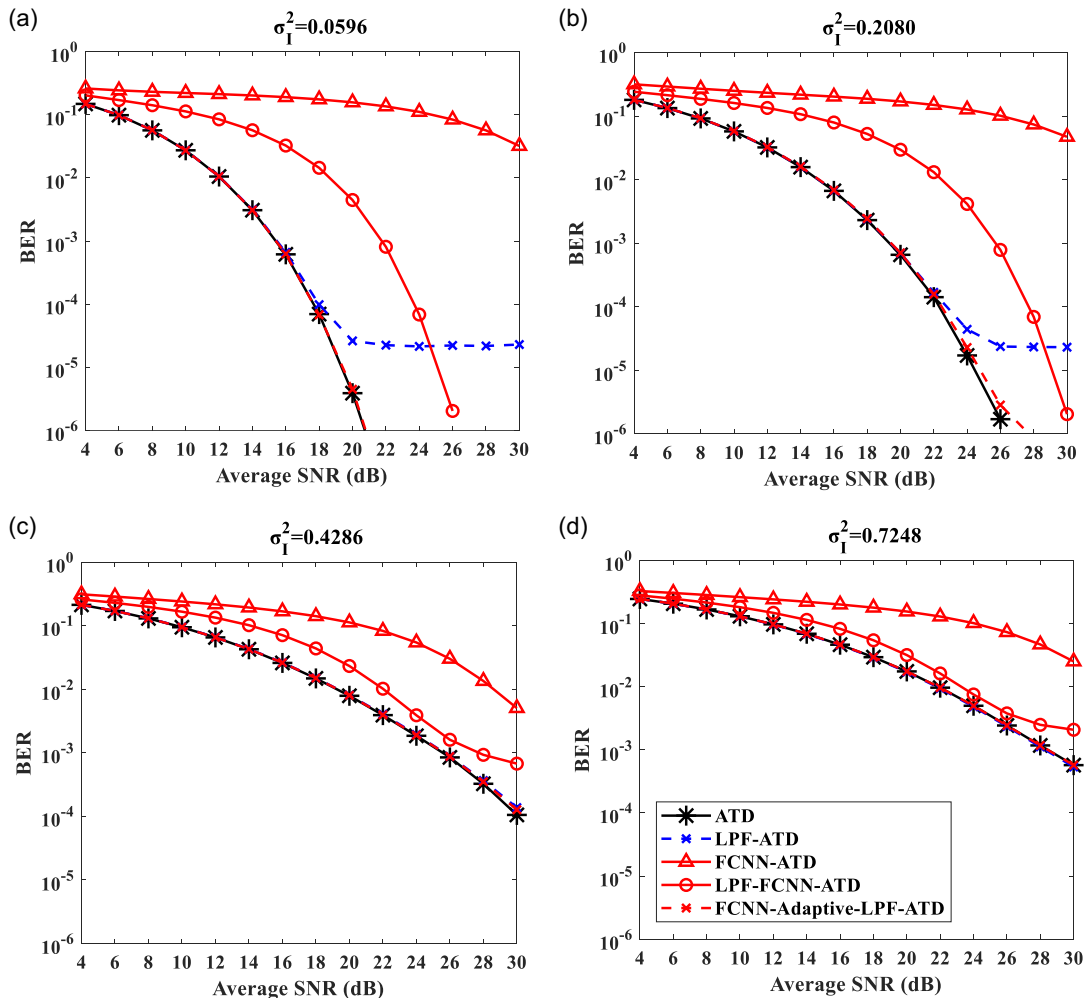 (a)
σ_I^2=0.0596
10^0
10^-1
10^-2
10^-3
10^-4
10^-5
10^-6
BER
4 6 8 10 12 14 16 18 20 22 24 26 28 30
Average SNR (dB)
(b)
σ_I^2=0.2080
10^0
10^-1
10^-2
10^-3
10^-4
10^-5
10^-6
BER
4 6 8 10 12 14 16 18 20 22 24 26 28 30
Average SNR (dB)
(c)
σ_I^2=0.4286
10^0
10^-1
10^-2
10^-3
10^-4
10^-5
10^-6
BER
4 6 8 10 12 14 16 18 20 22 24 26 28 30
Average SNR (dB)
(d)
σ_I^2=0.7248
10^0
10^-1
10^-2
10^-3
10^-4
10^-5
10^-6
BER
ATD
LPF-ATD
FCNN-ATD
LPF-FCNN-ATD
FCNN-Adaptive-LPF-ATD
4 6 8 10 12 14 16 18 20 22 24 26 28 30
Average SNR (dB)